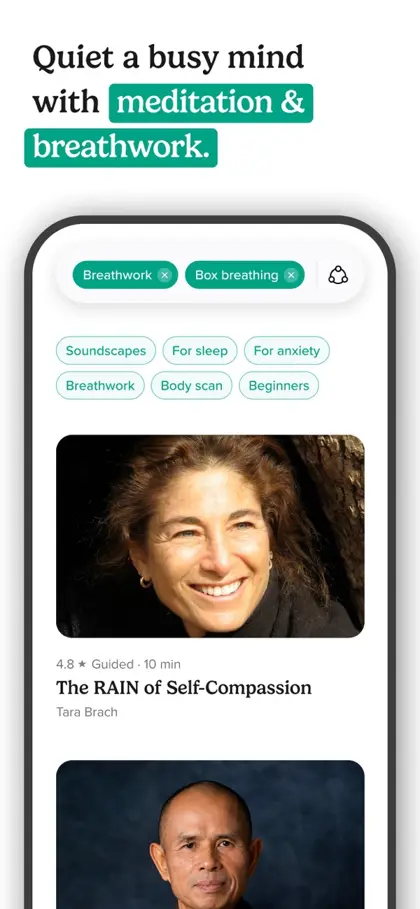 Quiet a busy mind
with meditation &
breathwork.
Breathwork Box breathing
Soundscapes For sleep For anxiety
Breathwork Body scan Beginners
4.8 ★ Guided · 10 min
The RAIN of Self-Compassion
Tara Brach